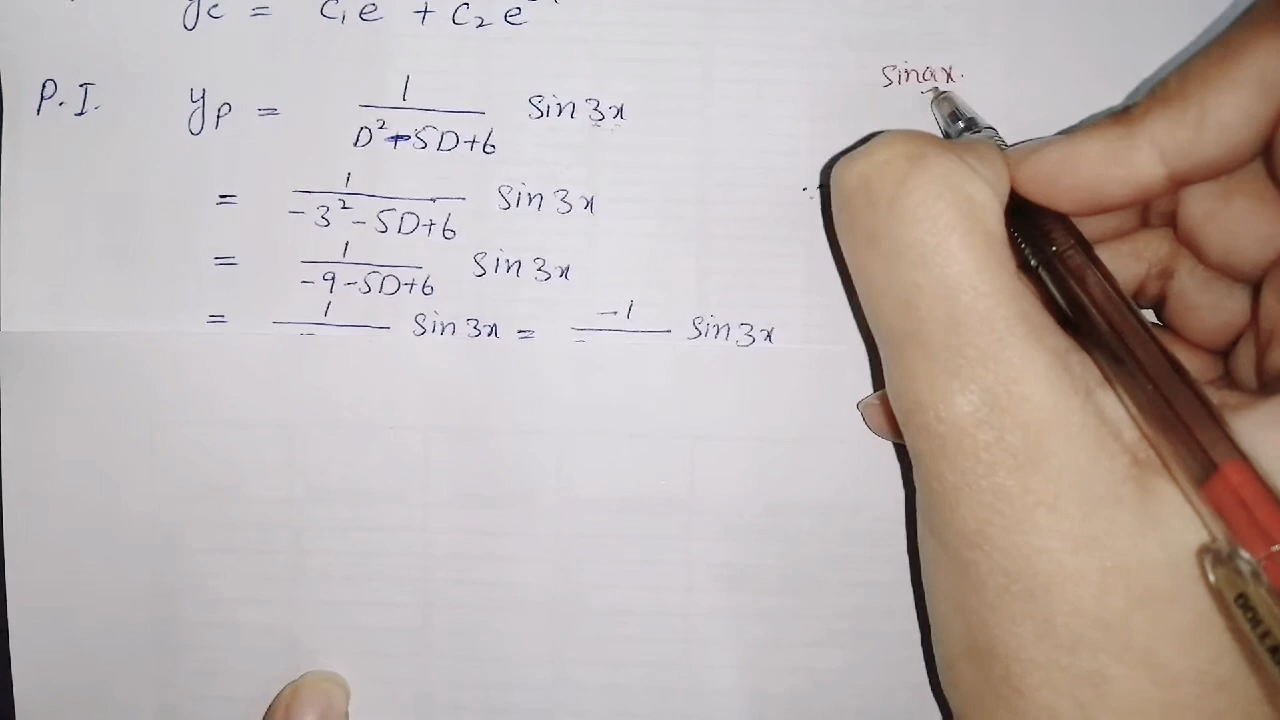 yc = c₁e + c₂e
P.I. yp = 1/(D²-5D+6) sin3x
sinax.
= 1/(-3²-5D+6) sin3x
= 1/(-9-5D+6) sin3x
= 1/ sin3x = -1/ sin3x